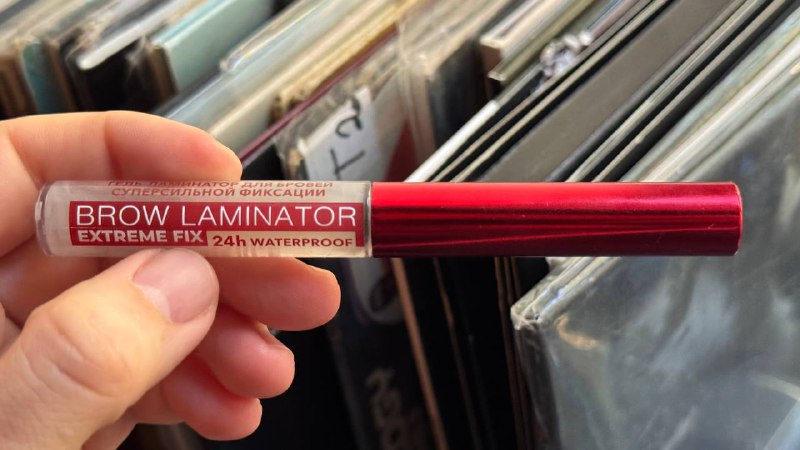 ГЕЛЬ-ЛАМИНАТОР ДЛЯ БРОВЕЙ
СУПЕРСИЛЬНОЙ ФИКСАЦИИ
BROW LAMINATOR
EXTREME FIX 24h WATERPROOF